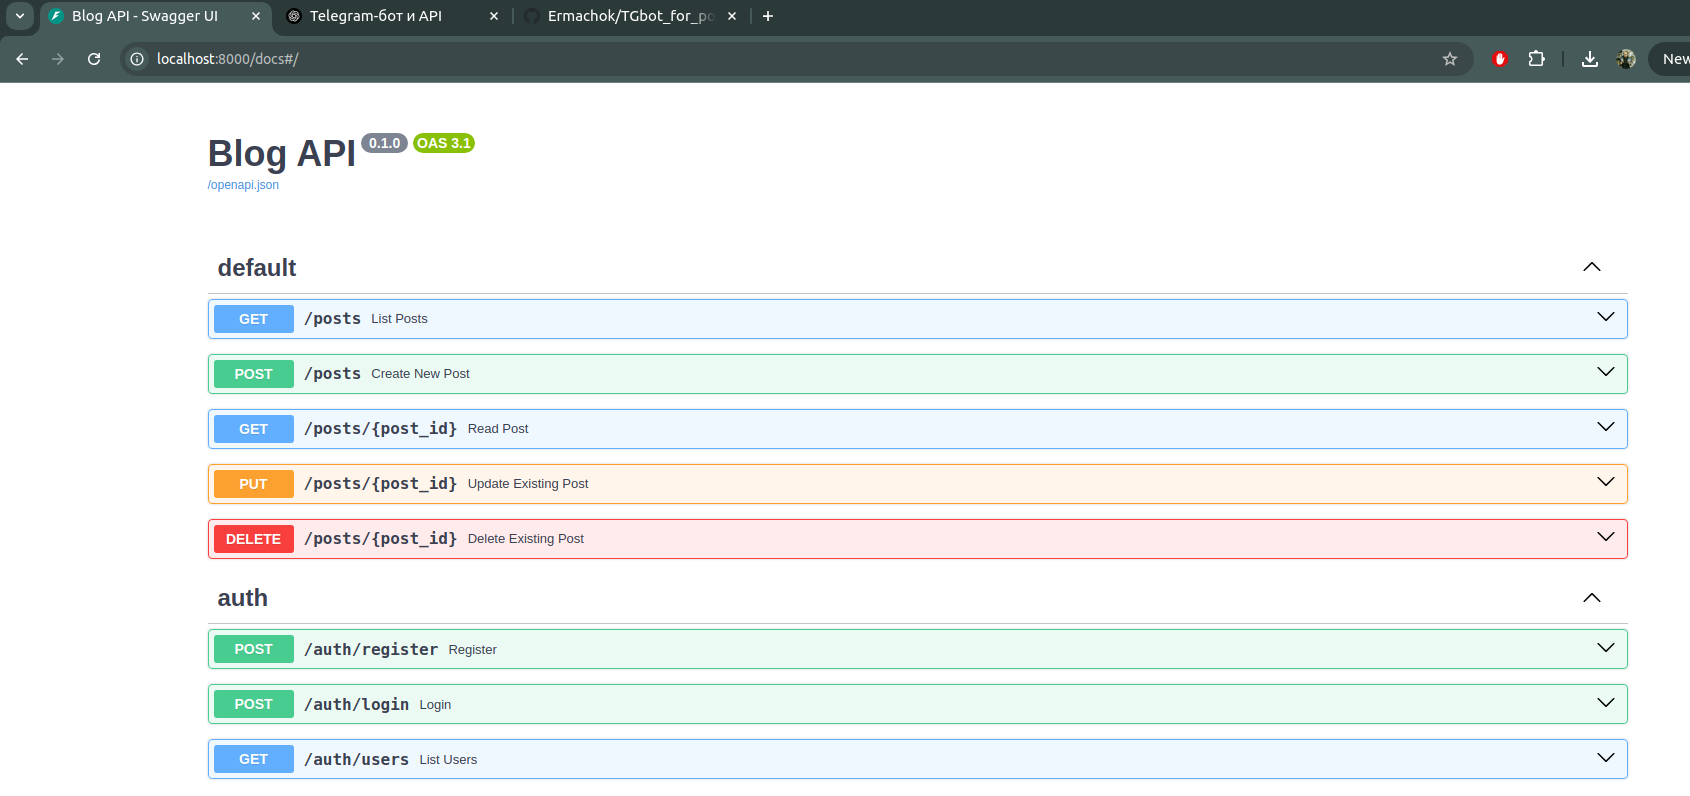 Blog API - Swagger UI
Telegram-бот и API
Ermachok/TGbot_for_po
localhost:8000/docs#/
New
Blog API 0.1.0 OAS 3.1
/openapi.json
default
GET /posts List Posts
POST /posts Create New Post
GET /posts/{post_id} Read Post
PUT /posts/{post_id} Update Existing Post
DELETE /posts/{post_id} Delete Existing Post
auth
POST /auth/register Register
POST /auth/login Login
GET /auth/users List Users